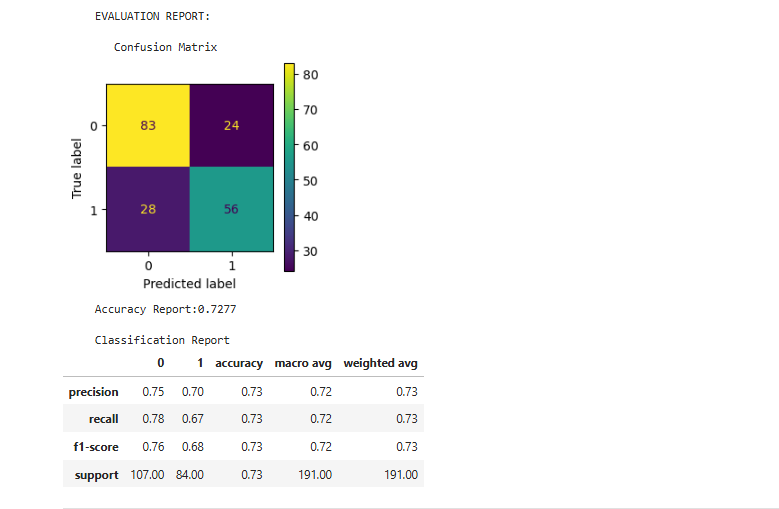 EVALUATION REPORT:
Confusion Matrix
80
70
60
50
40
30
0
83 24
1
28 56
True label
0 1
Predicted label
Accuracy Report:0.7277
Classification Report
0 1 accuracy macro avg weighted avg
precision 0.75 0.70 0.73 0.72 0.73
recall 0.78 0.67 0.73 0.72 0.73
f1-score 0.76 0.68 0.73 0.72 0.73
support 107.00 84.00 0.73 191.00 191.00